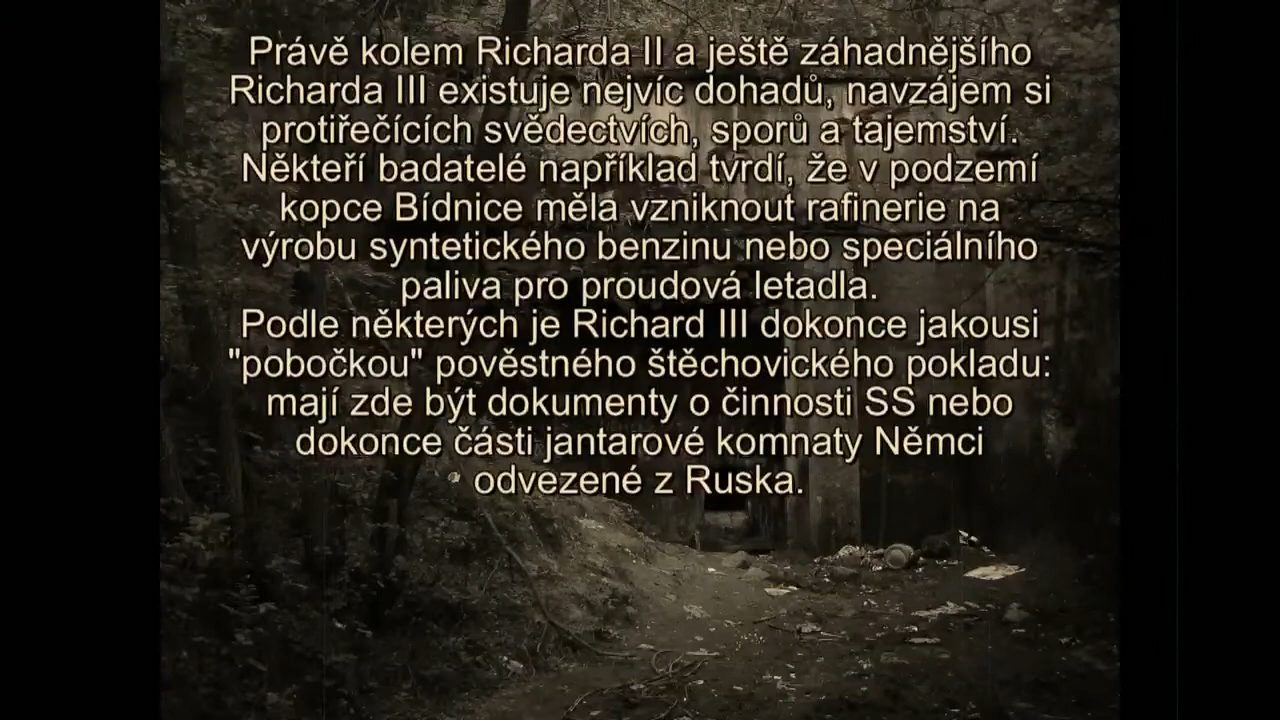 Právě kolem Richarda II a ještě záhadnějšího
Richarda III existuje nejvíc dohadů, navzájem si
protiřečících svědectvích, sporů a tajemství.
Někteří badatelé například tvrdí, že v podzemí
kopce Bídnice měla vzniknout rafinerie na
výrobu syntetického benzinu nebo speciálního
paliva pro proudová letadla.
Podle některých je Richard III dokonce jakousi
"pobočkou" pověstného štěchovického pokladu:
mají zde být dokumenty o činnosti SS nebo
dokonce části jantarové komnaty Němci
odvezené z Ruska.